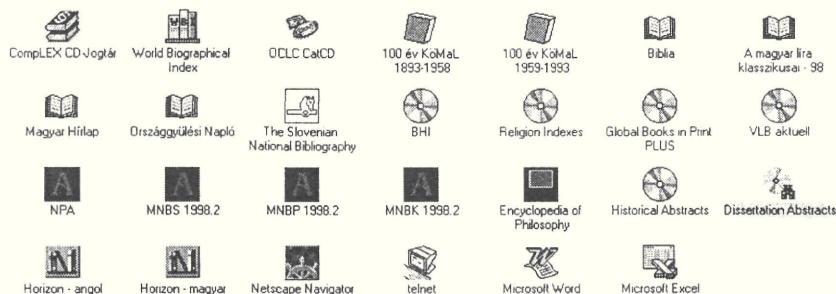 CompLEX CD Jogtár
World Biographical
Index
OCLC CatCD
100 év KöMaL
1893-1958
100 év KöMaL
1959-1993
Biblia
A magyar líra
klasszikusai - 98
Magyar Hírlap
Országgyűlési Napló
The Slovenian
National Bibliography
BHI
Religion Indexes
Global Books in Print
PLUS
VLB aktuell
NPA
MNBS 1998.2
MNBP 1998.2
MNBK 1998.2
Encyclopedia of
Philosophy
Historical Abstracts
Dissertation Abstracts
Horizon - angol
Horizon - magyar
Netscape Navigator
telnet
Microsoft Word
Microsoft Excel